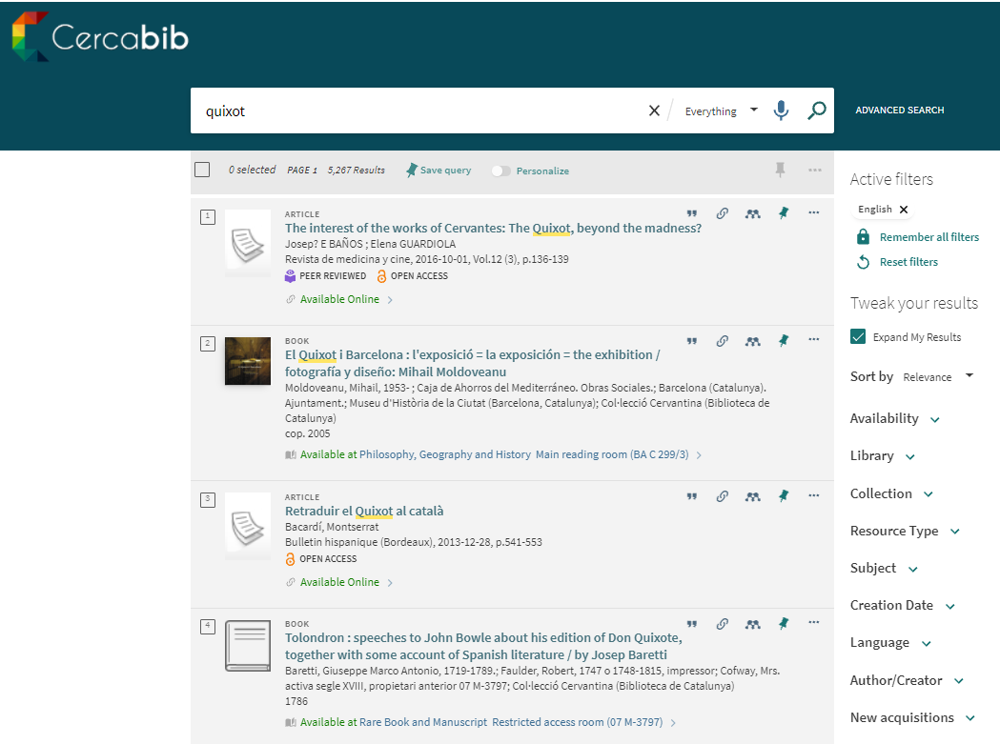 Cercabib
quixot
Everything
ADVANCED SEARCH
0 selected PAGE 1 5,267 Results Save query Personalize
1
ARTICLE
The interest of the works of Cervantes: The Quixot, beyond the madness?
Josep? E BAÑOS ; Elena GUARDIOLA
Revista de medicina y cine, 2016-10-01, Vol.12 (3), p.136-139
PEER REVIEWED OPEN ACCESS
Available Online
2
BOOK
El Quixot i Barcelona : l'exposició = la exposición = the exhibition /
fotografía y diseño: Mihail Moldoveanu
Moldoveanu, Mihail, 1953- ; Caja de Ahorros del Mediterráneo. Obras Sociales.; Barcelona (Catalunya).
Ajuntament.; Museu d'Història de la Ciutat (Barcelona, Catalunya); Col·lecció Cervantina (Biblioteca de
Catalunya)
cop. 2005
Available at Philosophy, Geography and History Main reading room (BA C 299/3)
3
ARTICLE
Retraduir el Quixot al català
Bacardí, Montserrat
Bulletin hispanique (Bordeaux), 2013-12-28, p.541-553
OPEN ACCESS
Available Online
4
BOOK
Tolondron : speeches to John Bowle about his edition of Don Quixote,
together with some account of Spanish literature / by Josep Baretti
Baretti, Giuseppe Marco Antonio, 1719-1789.; Faulder, Robert, 1747 o 1748-1815, impressor; Cofway, Mrs.
activa segle XVIII, propietari anterior 07 M-3797; Col·lecció Cervantina (Biblioteca de Catalunya)
1786
Available at Rare Book and Manuscript Restricted access room (07 M-3797)
Active filters
English
Remember all filters
Reset filters
Tweak your results
Expand My Results
Sort by Relevance
Availability
Library
Collection
Resource Type
Subject
Creation Date
Language
Author/Creator
New acquisitions